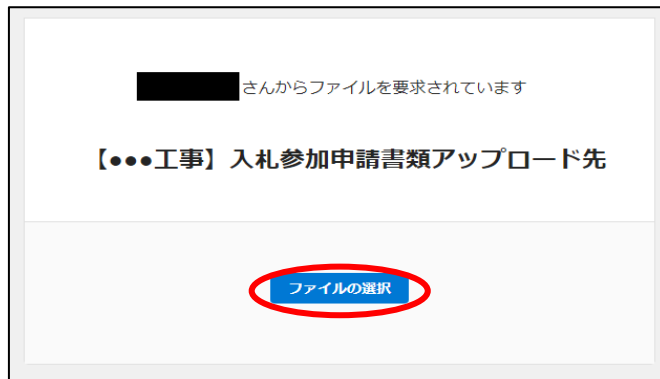 さんからファイルを要求されています
【●●●工事】入札参加申請書類アップロード先
ファイルの選択